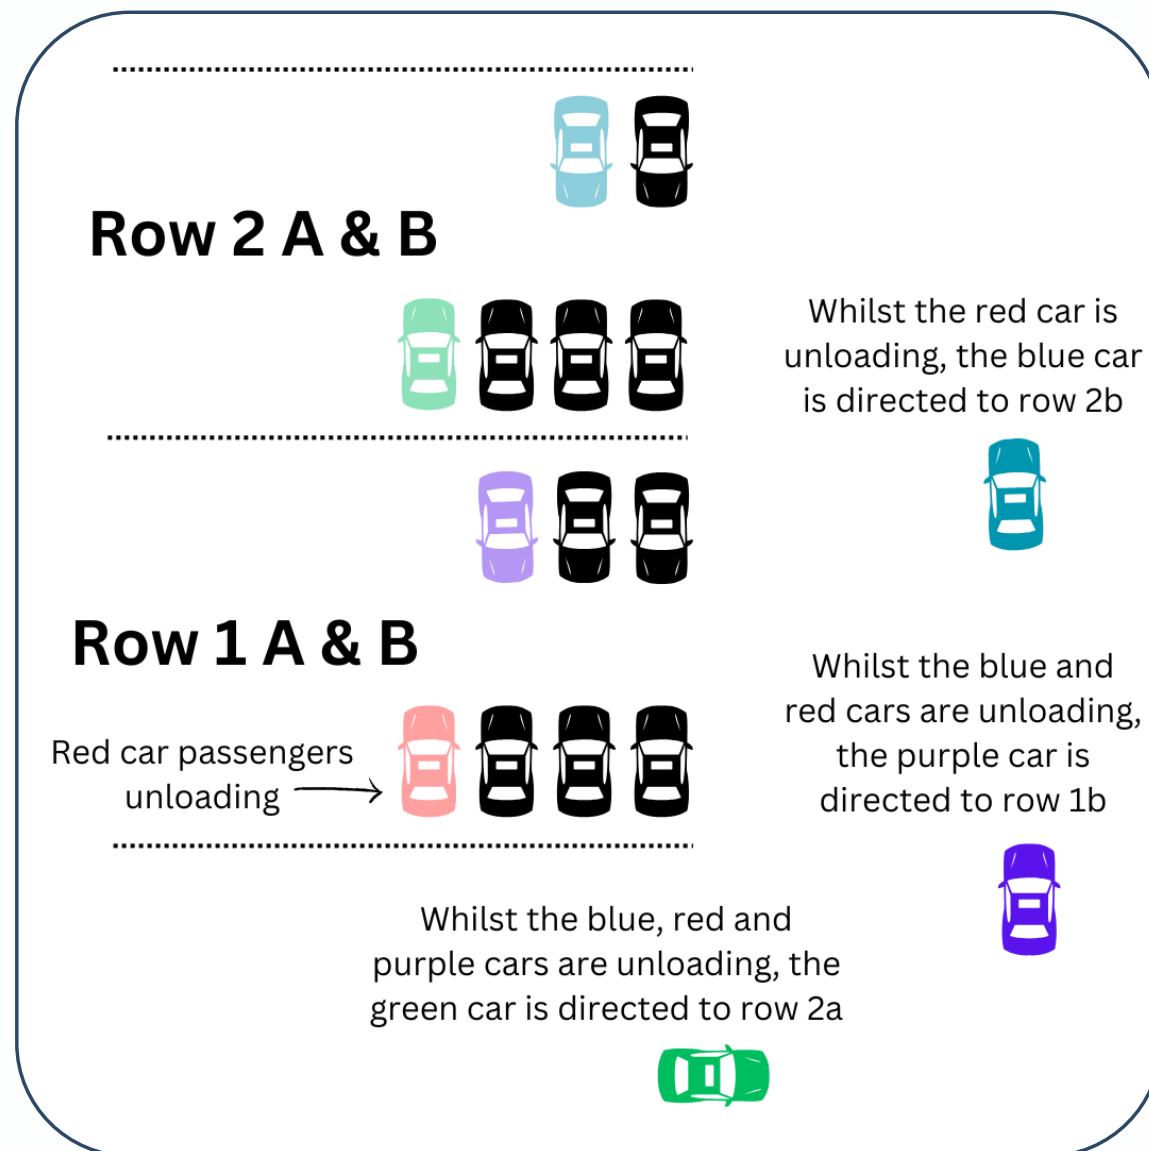 Row 2 A & B
Whilst the red car is
unloading, the blue car
is directed to row 2b
Row 1 A & B
Red car passengers
unloading
Whilst the blue and
red cars are unloading,
the purple car is
directed to row 1b
Whilst the blue, red and
purple cars are unloading, the
green car is directed to row 2a